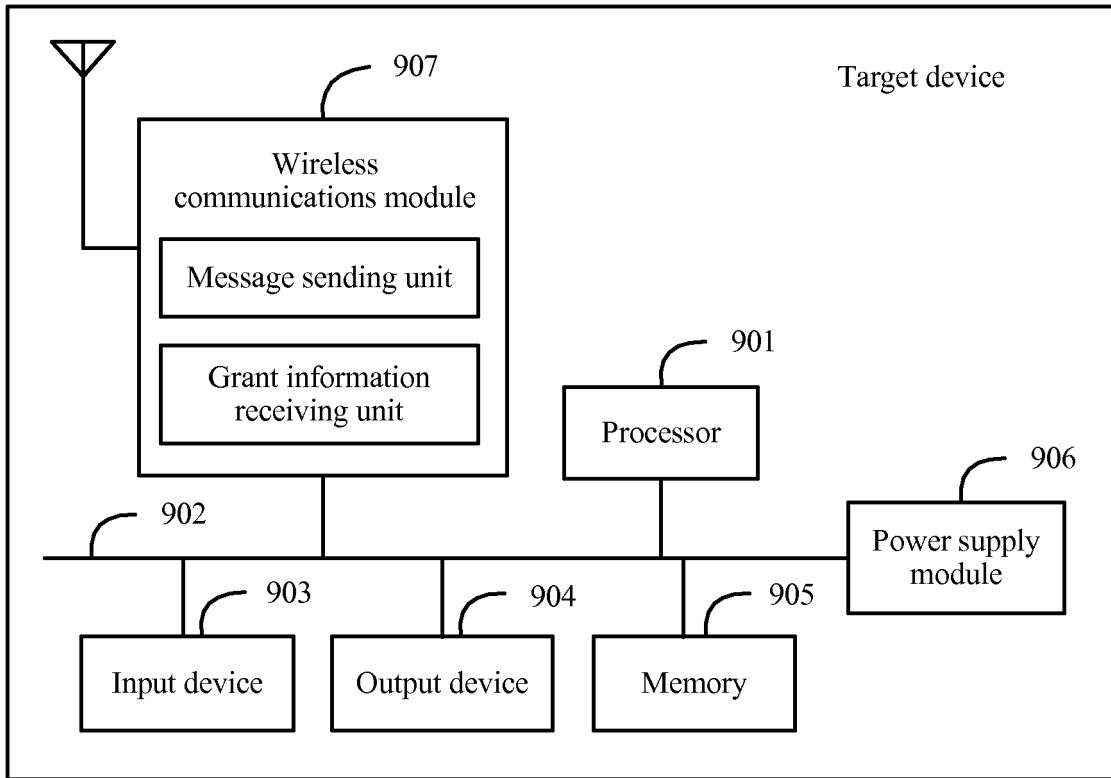 907
Target device
Wireless
communications module
Message sending unit
Grant information
receiving unit
901
Processor
906
Power supply
module
902
903
904
905
Input device
Output device
Memory